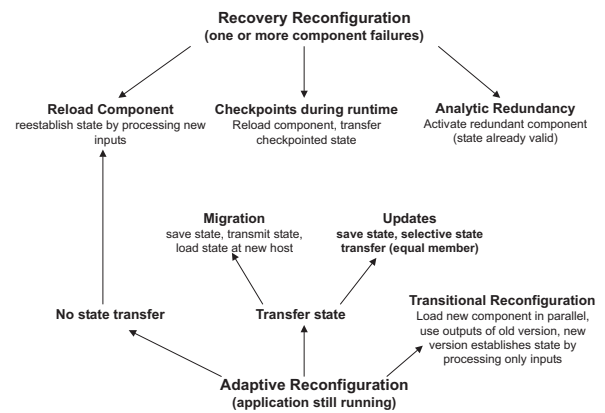 Recovery Reconfiguration
(one or more component failures)
Reload Component
reestablish state by processing new
inputs
Checkpoints during runtime
Reload component, transfer
checkpointed state
Analytic Redundancy
Activate redundant component
(state already valid)
Migration
save state, transmit state,
load state at new host
Updates
save state, selective state
transfer (equal member)
No state transfer
Transfer state
Transitional Reconfiguration
Load new component in parallel,
use outputs of old version, new
version establishes state by
processing only inputs
Adaptive Reconfiguration
(application still running)